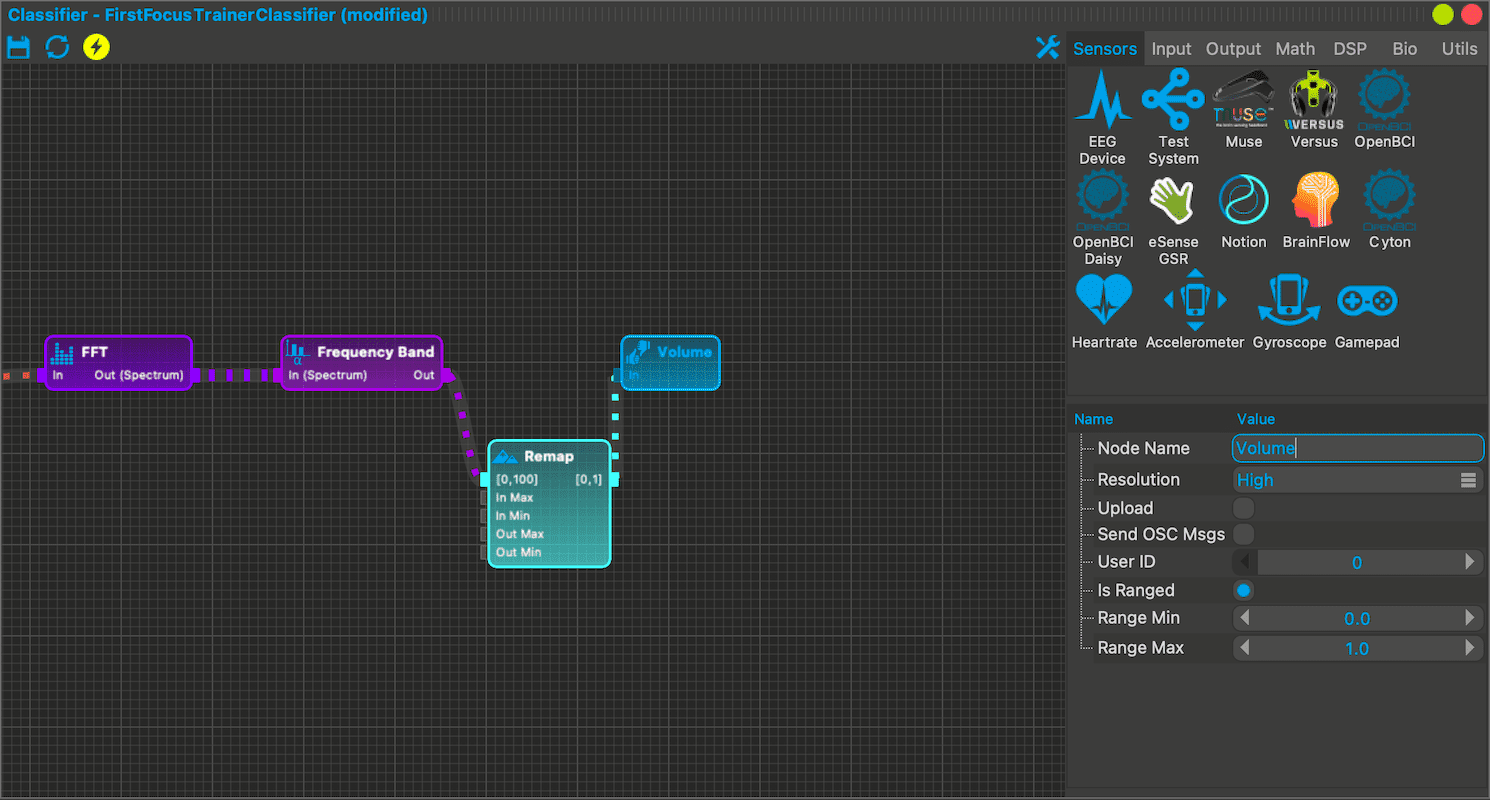 Classifier - FirstFocusTrainerClassifier (modified)
Sensors Input Output Math DSP Bio Utils
muse™
VERSUS
OPENBCI
EEG Device
Test System
Muse
Versus
OpenBCI
OPENBCI
OPENBCI
OpenBCI Daisy
eSense GSR
Notion
BrainFlow
Cyton
Heartrate
Accelerometer
Gyroscope
Gamepad
FFT
In Out (Spectrum)
α
Frequency Band
In (Spectrum) Out
Volume
In
Remap
[0,100] [0,1]
In Max
In Min
Out Max
Out Min
Name Value
Node Name Volume
Resolution High
Upload
Send OSC Msgs
User ID 0
Is Ranged
Range Min 0.0
Range Max 1.0